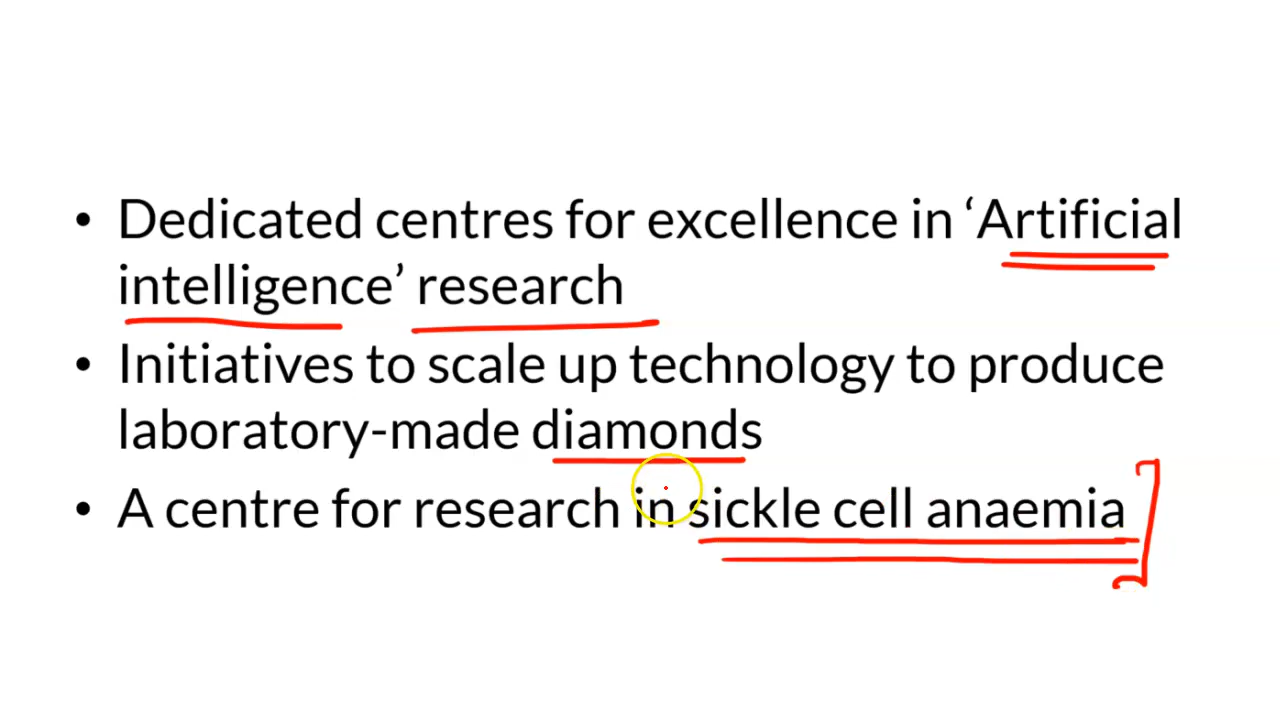 • Dedicated centres for excellence in ‘Artificial
intelligence’ research
• Initiatives to scale up technology to produce
laboratory-made diamonds
• A centre for research in sickle cell anaemia